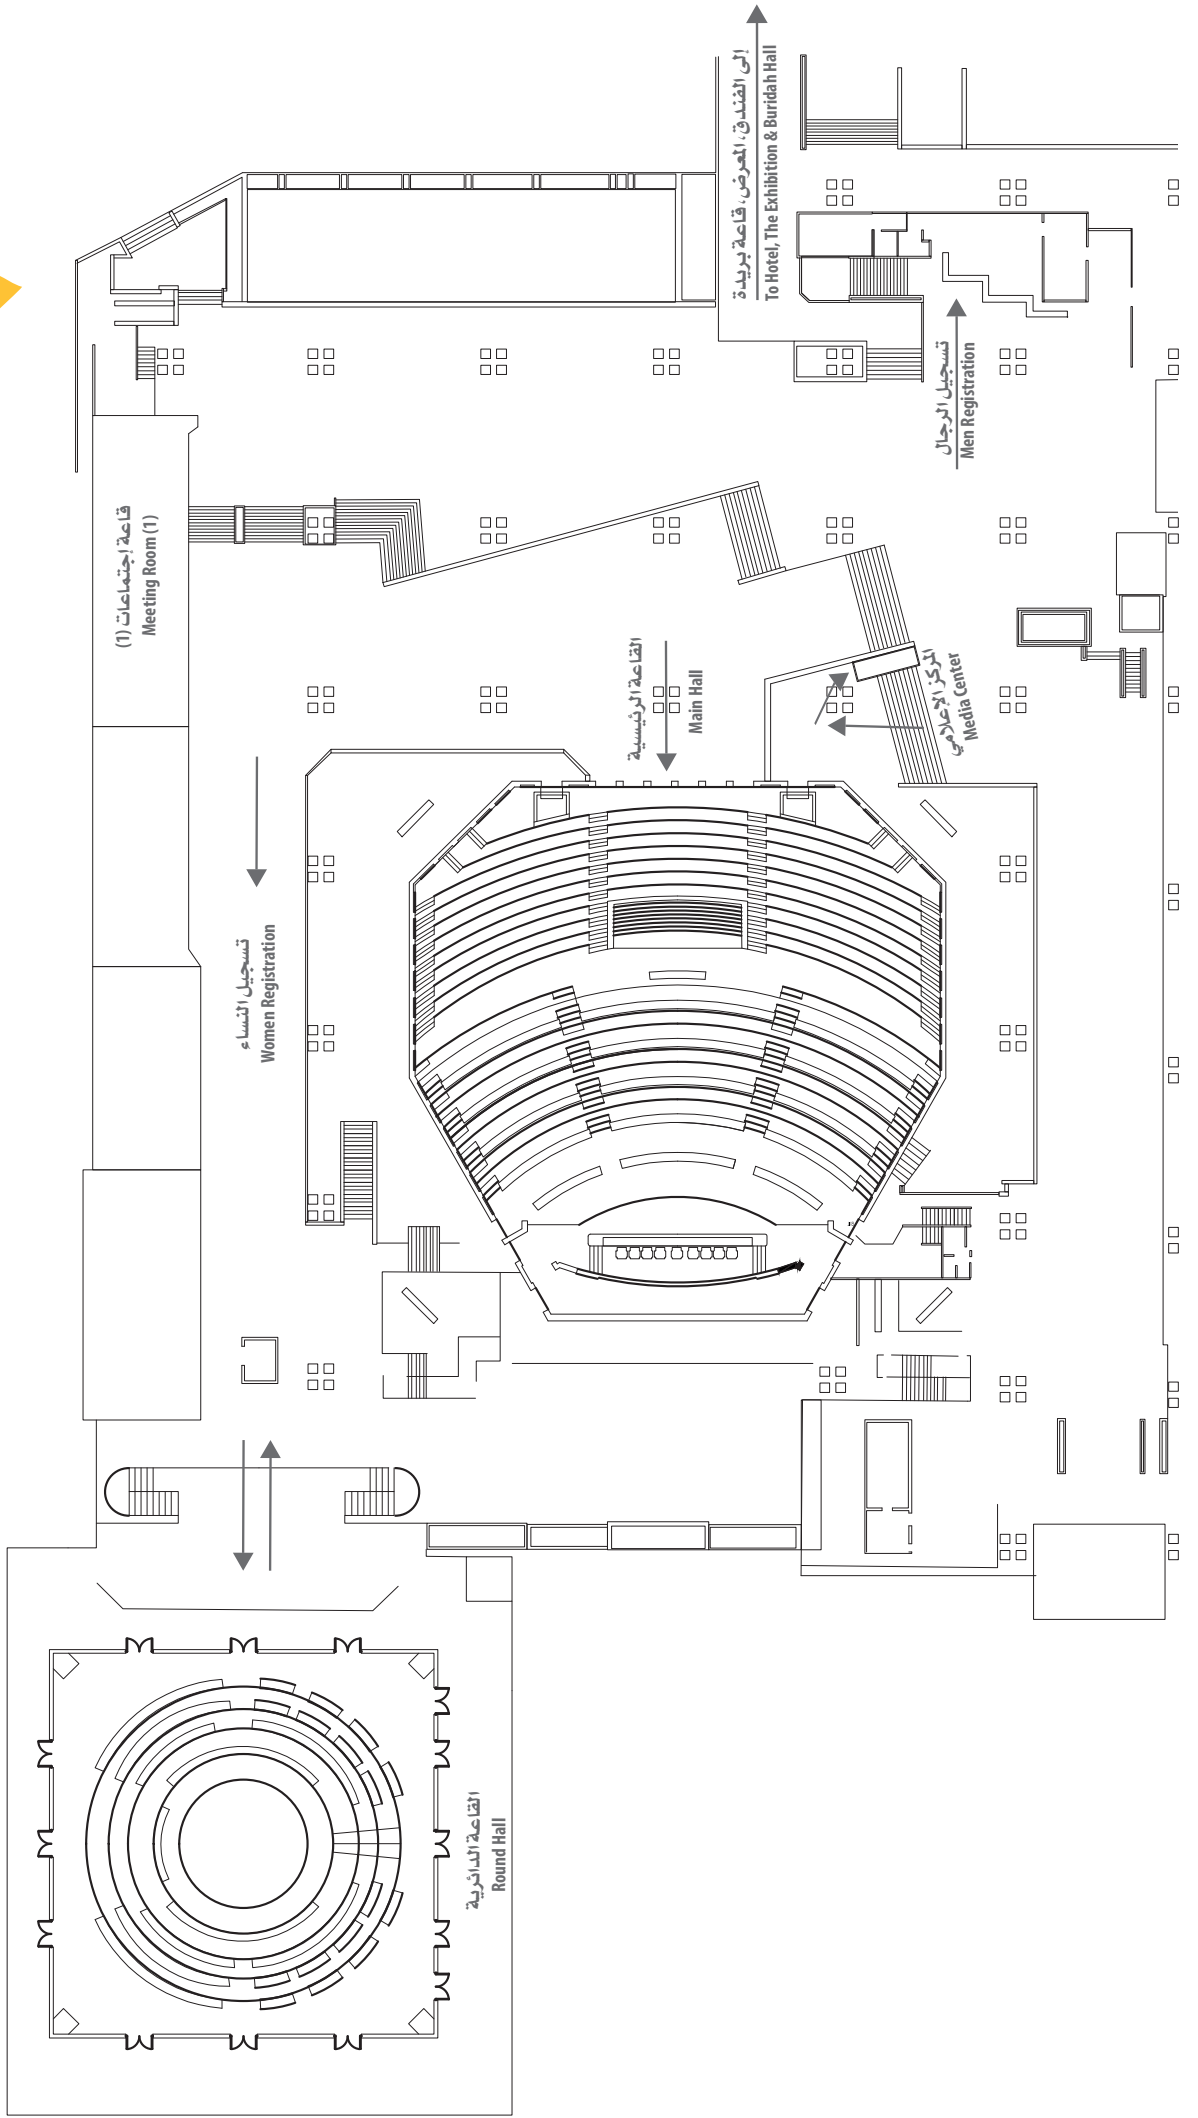 إلى الفندق، المعرض، قاعة بريدة
To Hotel, The Exhibition & Buridah Hall
تسجيل الرجال
Men Registration
قاعة إجتماعات (1)
Meeting Room (1)
القاعة الرئيسية
Main Hall
المركز الإعلامي
Media Center
تسجيل النساء
Women Registration
القاعة الدائرية
Round Hall